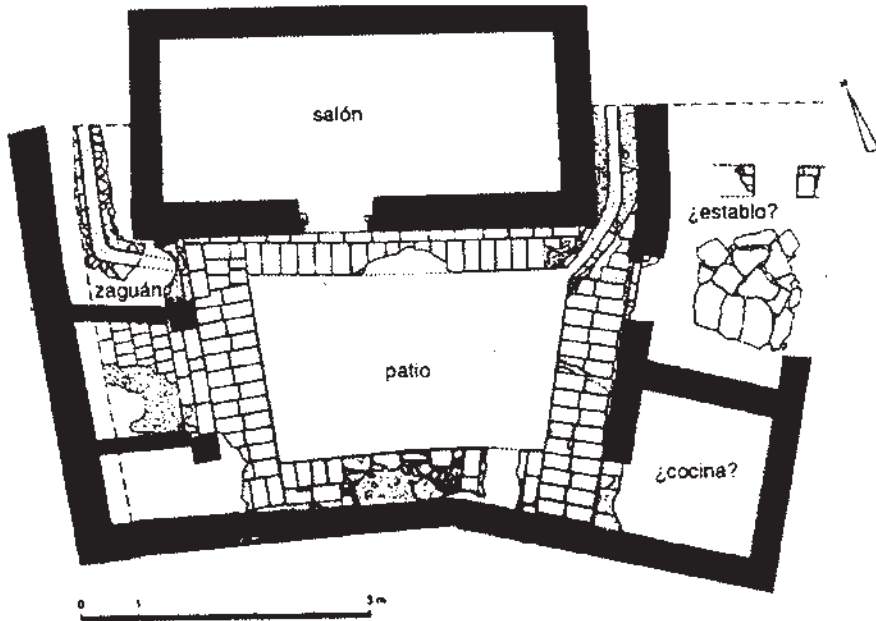 salón
¿establo?
zaguán
patio
¿cocina?
0 1 3 m